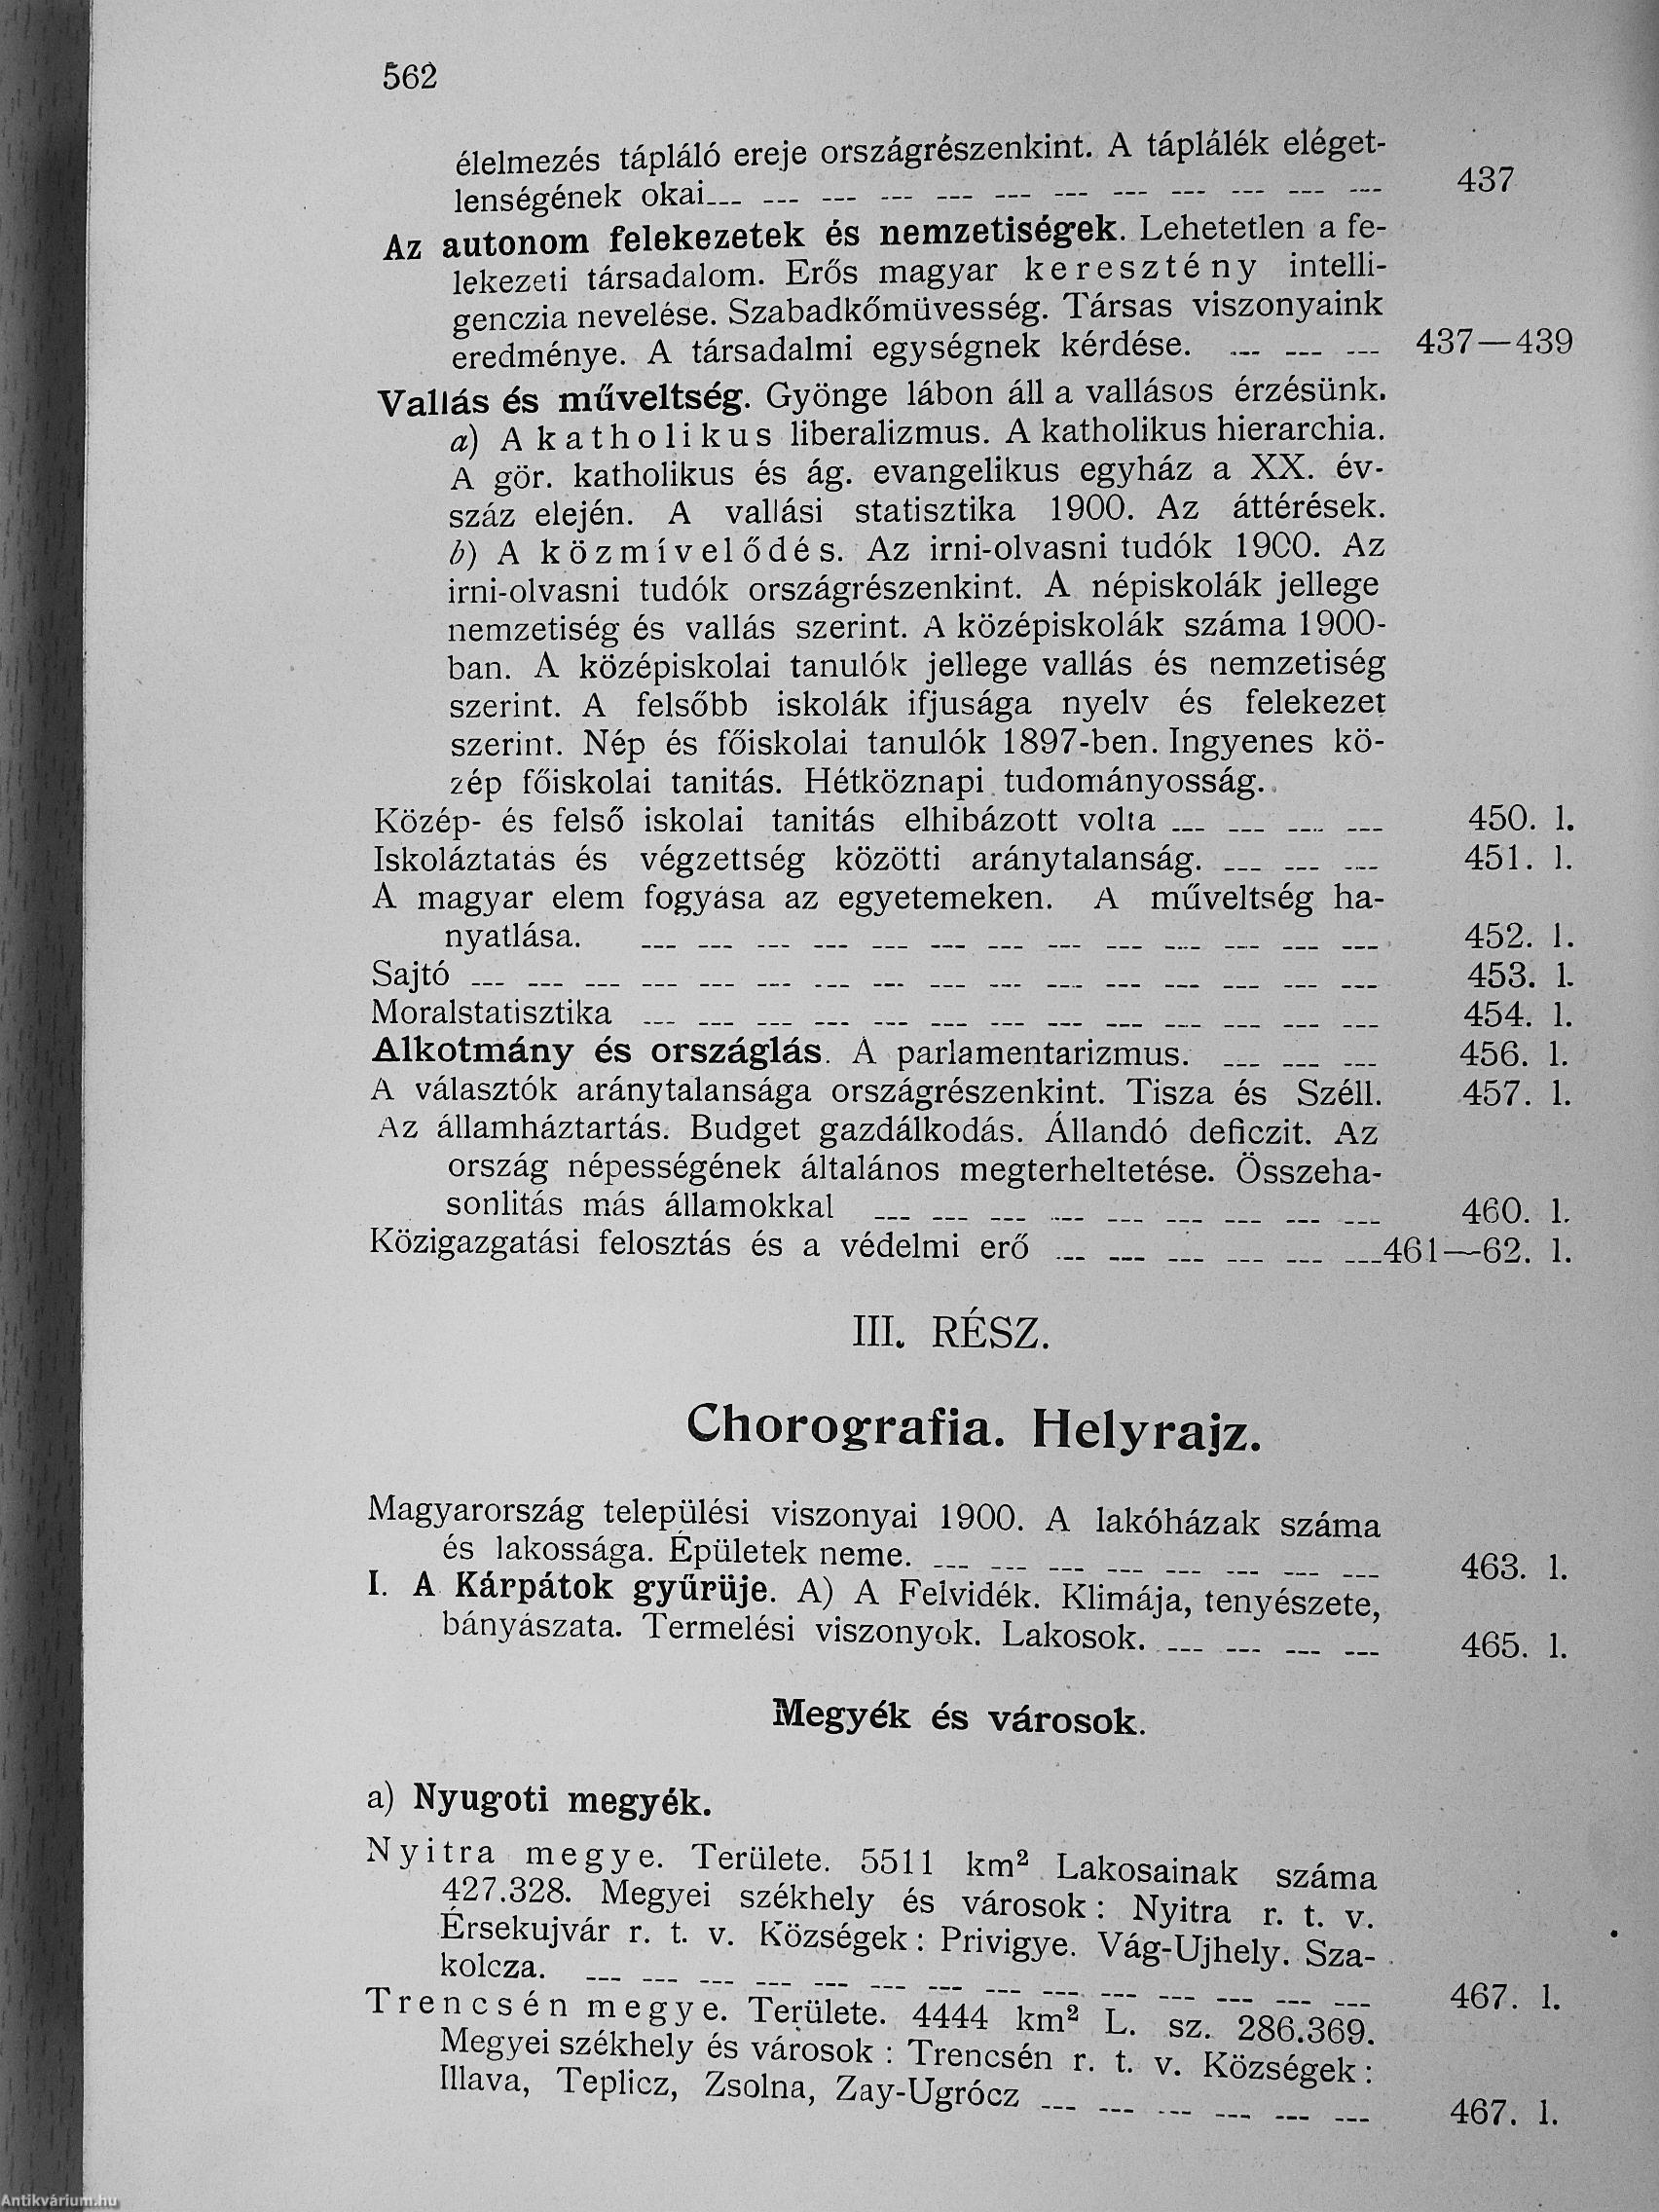 562
élelmezés tápláló ereje országrészenkint. A táplálék eléget-
lenségének okai 437
Az autonom felekezetek és nemzetiségek. Lehetetlen a fe-
lekezeti társadalom. Erős magyar keresztény intelli-
genczia nevelése. Szabadkőmüvesség. Társas viszonyaink
eredménye. A társadalmi egységnek kérdése. 437—439
Vallás és műveltség. Gyönge lábon áll a vallásos érzésünk.
a) A katholikus liberalizmus. A katholikus hierarchia.
A gör. katholikus és ág. evangelikus egyház a XX. év-
száz elején. A vallási statisztika 1900. Az áttérések.
b) A közmívelődés. Az irni-olvasni tudók 1900. Az
irni-olvasni tudók országrészenkint. A népiskolák jellege
nemzetiség és vallás szerint. A középiskolák száma 1900-
ban. A középiskolai tanulók jellege vallás és nemzetiség
szerint. A felsőbb iskolák ifjusága nyelv és felekezet
szerint. Nép és főiskolai tanulók 1897-ben. Ingyenes kö-
zép főiskolai tanitás. Hétköznapi tudományosság.
Közép- és felső iskolai tanitás elhibázott volta 450. l.
Iskoláztatás és végzettség közötti aránytalanság. 451. l.
A magyar elem fogyása az egyetemeken. A műveltség ha-
nyatlása. 452. l.
Sajtó 453. l.
Moralstatisztika 454. l.
Alkotmány és országlás. A parlamentarizmus. 456. l.
A választók aránytalansága országrészenkint. Tisza és Széll. 457. l.
Az államháztartás. Budget gazdálkodás. Állandó deficzit. Az
ország népességének általános megterheltetése. Összeha-
sonlitás más államokkal 460. l.
Közigazgatási felosztás és a védelmi erő 461—62. l.
III. RÉSZ.
Chorografia. Helyrajz.
Magyarország települési viszonyai 1900. A lakóházak száma
és lakossága. Épületek neme. 463. l.
I. A Kárpátok gyűrüje. A) A Felvidék. Klimája, tenyészete,
bányászata. Termelési viszonyok. Lakosok. 465. l.
Megyék és városok.
a) Nyugoti megyék.
Nyitra megye. Területe. 5511 km² Lakosainak száma
427.328. Megyei székhely és városok : Nyitra r. t. v.
Érsekujvár r. t. v. Községek : Privigye. Vág-Ujhely. Sza-
kolcza. 467. l.
Trencsén megye. Területe. 4444 km² L. sz. 286.369.
Megyei székhely és városok : Trencsén r. t. v. Községek :
Illava, Teplicz, Zsolna, Zay-Ugrócz 467. l.
Antikvárium.hu